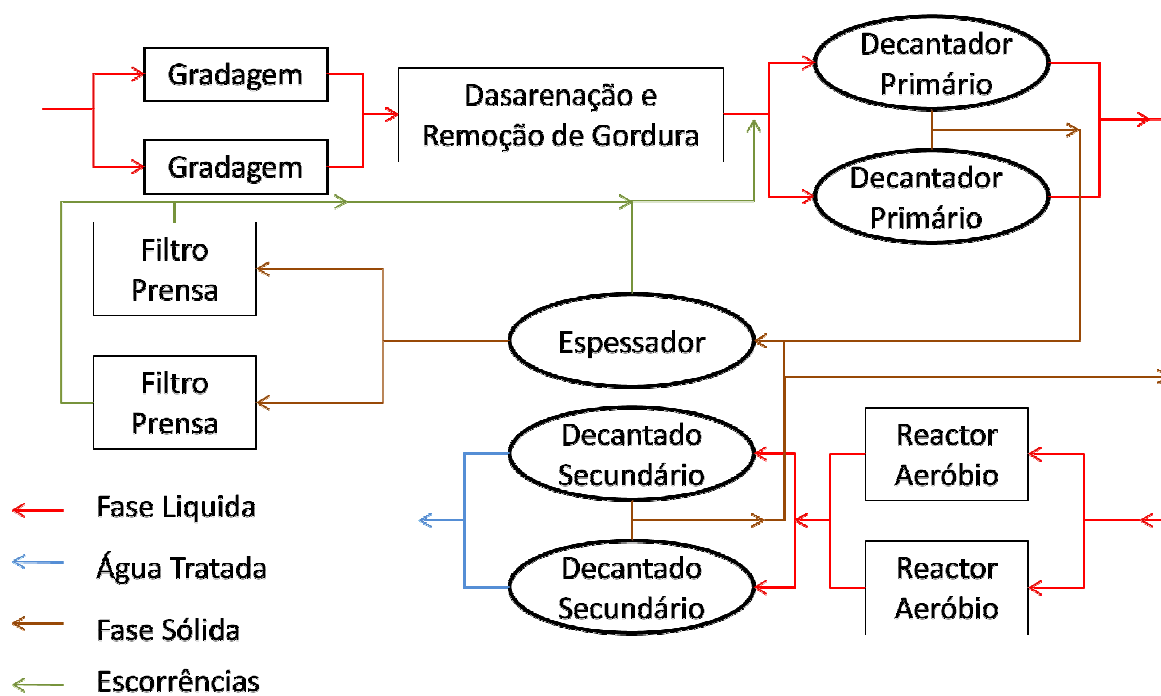 Gradagem
Gradagem
Dasarenação e
Remoção de Gordura
Decantador
Primário
Decantador
Primário
Filtro
Prensa
Filtro
Prensa
Espessador
Decantado
Secundário
Decantado
Secundário
Reactor
Aeróbio
Reactor
Aeróbio
Fase Liquida
Água Tratada
Fase Sólida
Escorrências